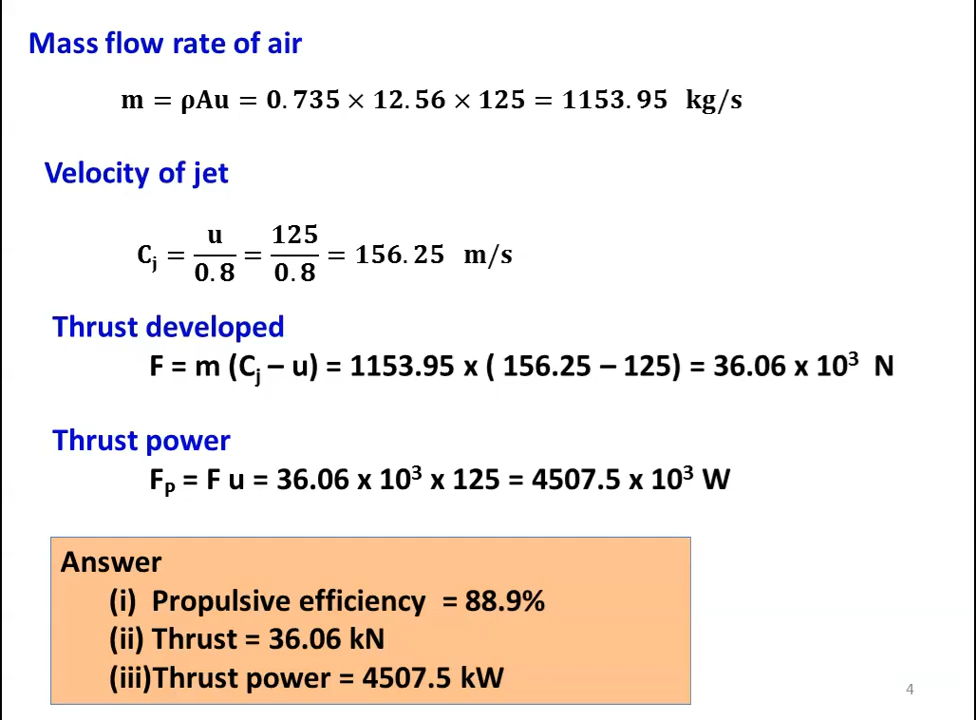 Mass flow rate of air
m = ρAu = 0.735 × 12.56 × 125 = 1153.95 kg/s
Velocity of jet
Cj = u/0.8 = 125/0.8 = 156.25 m/s
Thrust developed
F = m (Cj – u) = 1153.95 x ( 156.25 – 125) = 36.06 x 10³ N
Thrust power
FP = F u = 36.06 x 10³ x 125 = 4507.5 x 10³ W
Answer
(i) Propulsive efficiency = 88.9%
(ii) Thrust = 36.06 kN
(iii)Thrust power = 4507.5 kW
4